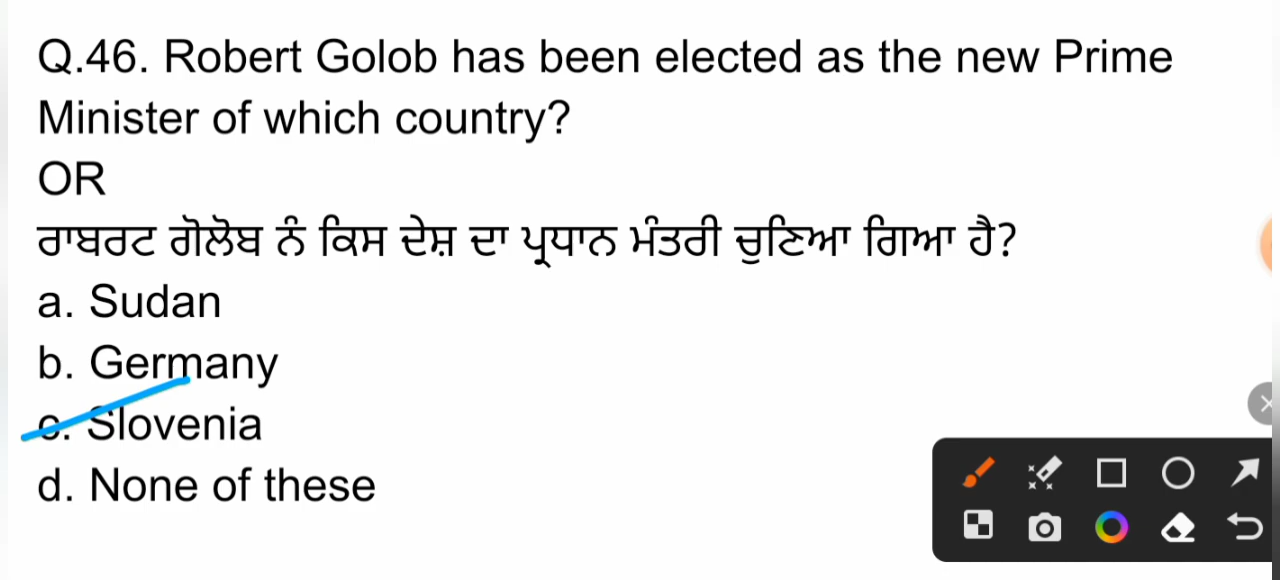 Q.46. Robert Golob has been elected as the new Prime
Minister of which country?
OR
ਰਾਬਰਟ ਗੋਲੋਬ ਨੰ ਕਿਸ ਦੇਸ਼ ਦਾ ਪ੍ਰਧਾਨ ਮੰਤਰੀ ਚੁਣਿਆ ਗਿਆ ਹੈ?
a. Sudan
b. Germany
c. Slovenia
d. None of these